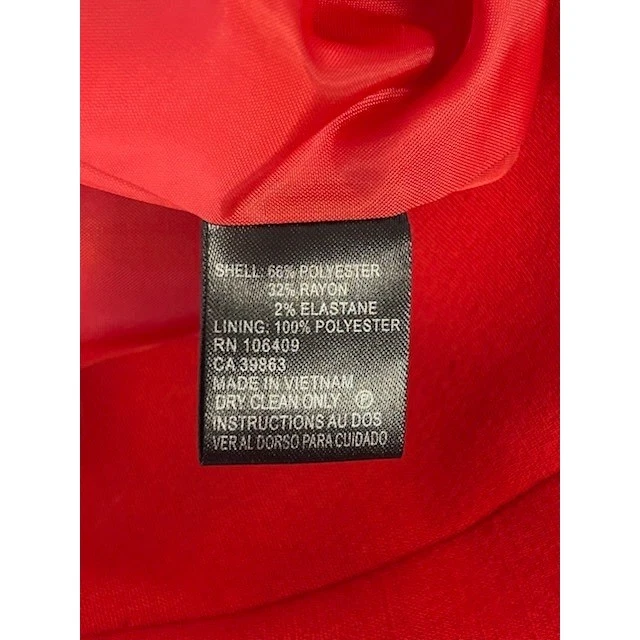 SHELL: 66% POLYESTER
32% RAYON
2% ELASTANE
LINING: 100% POLYESTER
RN 106409
CA 39863
MADE IN VIETNAM
DRY CLEAN ONLY Ⓟ
INSTRUCTIONS AU DOS
VER AL DORSO PARA CUIDADO